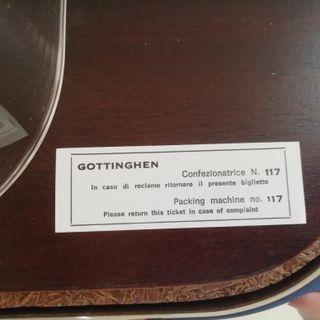 GOTTINGHEN
Confezionatrice N. 117
In caso di reclamo ritornare il presente biglietto
Packing machine no. 117
Please return this ticket in case of complaint